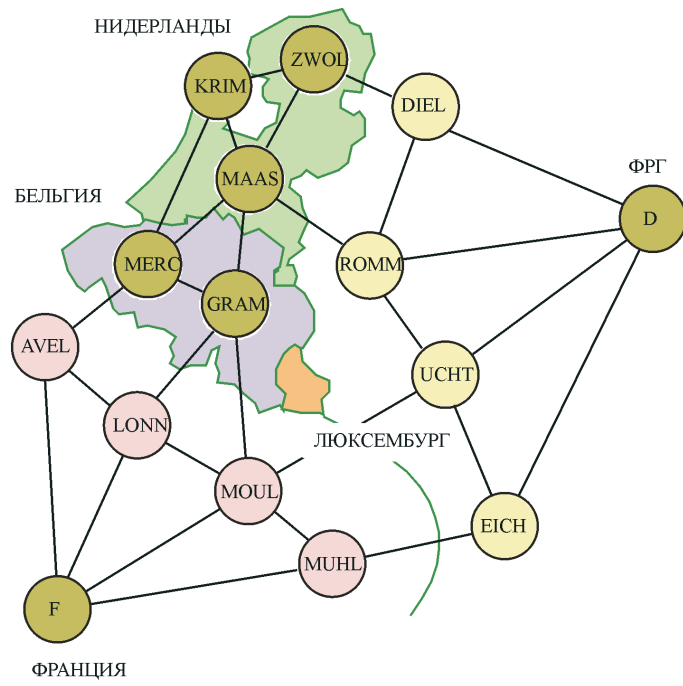 НИДЕРЛАНДЫ
ZWOL
KRIM
DIEL
ФРГ
MAAS
БЕЛЬГИЯ
D
MERC
ROMM
GRAM
AVEL
UCHT
LONN
ЛЮКСЕМБУРГ
MOUL
EICH
MUHL
F
ФРАНЦИЯ